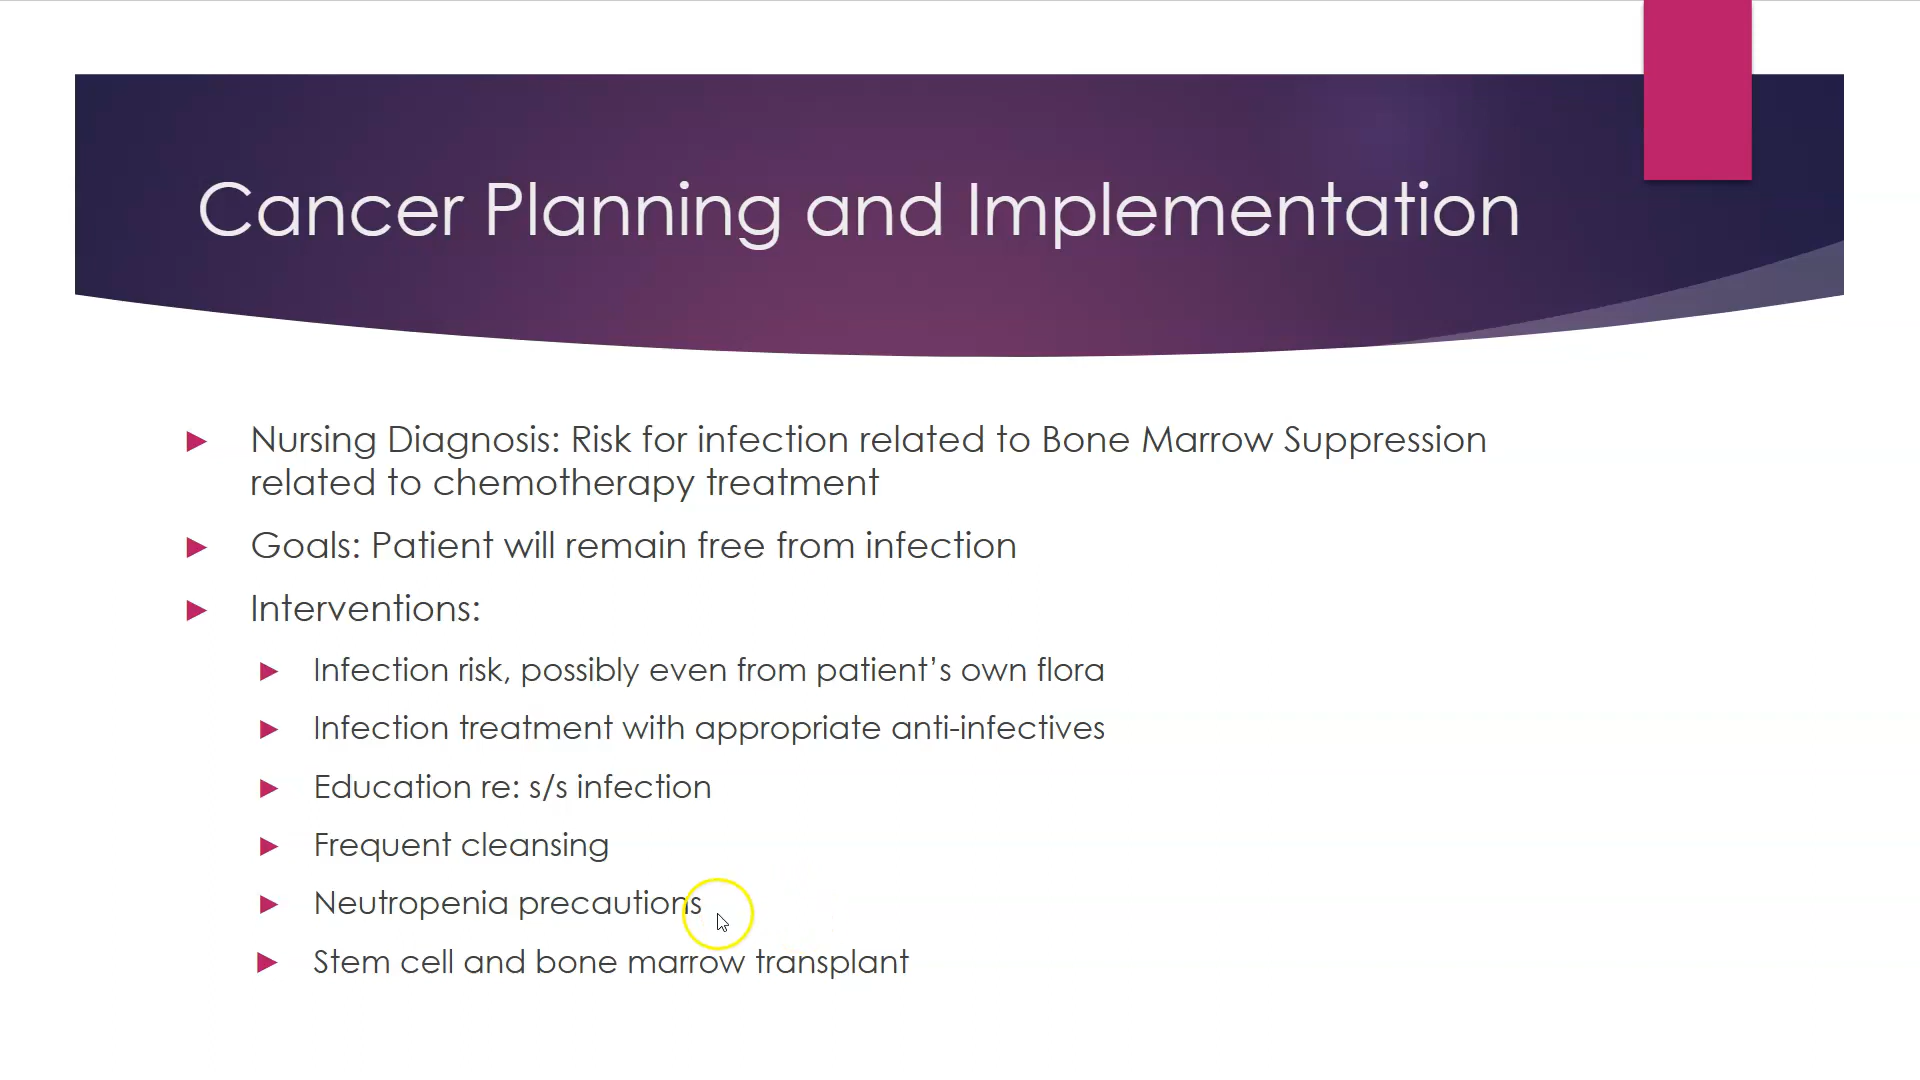 Cancer Planning and Implementation
Nursing Diagnosis: Risk for infection related to Bone Marrow Suppression
related to chemotherapy treatment
Goals: Patient will remain free from infection
Interventions:
Infection risk, possibly even from patient’s own flora
Infection treatment with appropriate anti-infectives
Education re: s/s infection
Frequent cleansing
Neutropenia precautions
Stem cell and bone marrow transplant